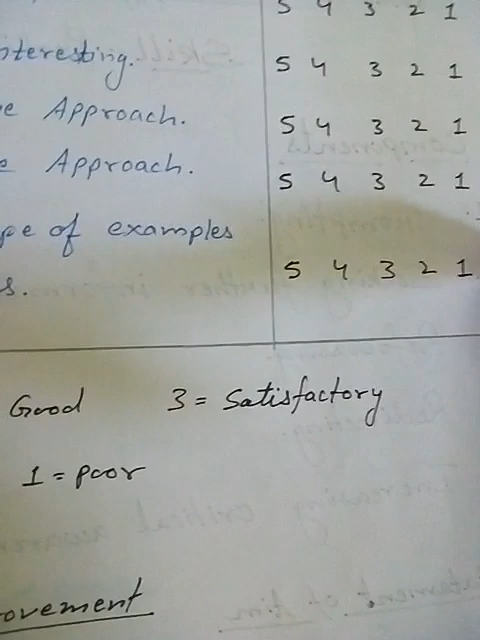 5 4 3 2 1
nteresting. 5 4 3 2 1
e Approach. 5 4 3 2 1
e Approach. 5 4 3 2 1
pe of examples
s. 5 4 3 2 1
Good 3 = Satisfactory
1 = poor
ovement